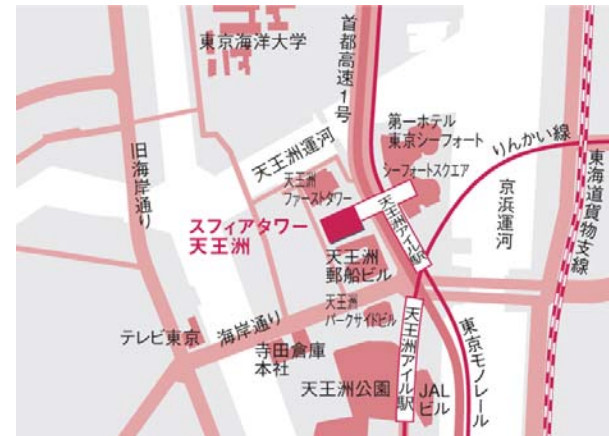 東京海洋大学
首都高速1号
第一ホテル
東京シーフォート
りんかい線
天王洲運河
シーフォートスクエア
天王洲
ファーストタワー
旧海岸通り
京浜運河
東海道貨物支線
スフィアタワー
天王洲
天王洲アイル駅
天王洲
郵船ビル
天王洲
パークサイドビル
テレビ東京
海岸通り
寺田倉庫
本社
天王洲アイル駅
東京モノレール
天王洲公園
JAL
ビル